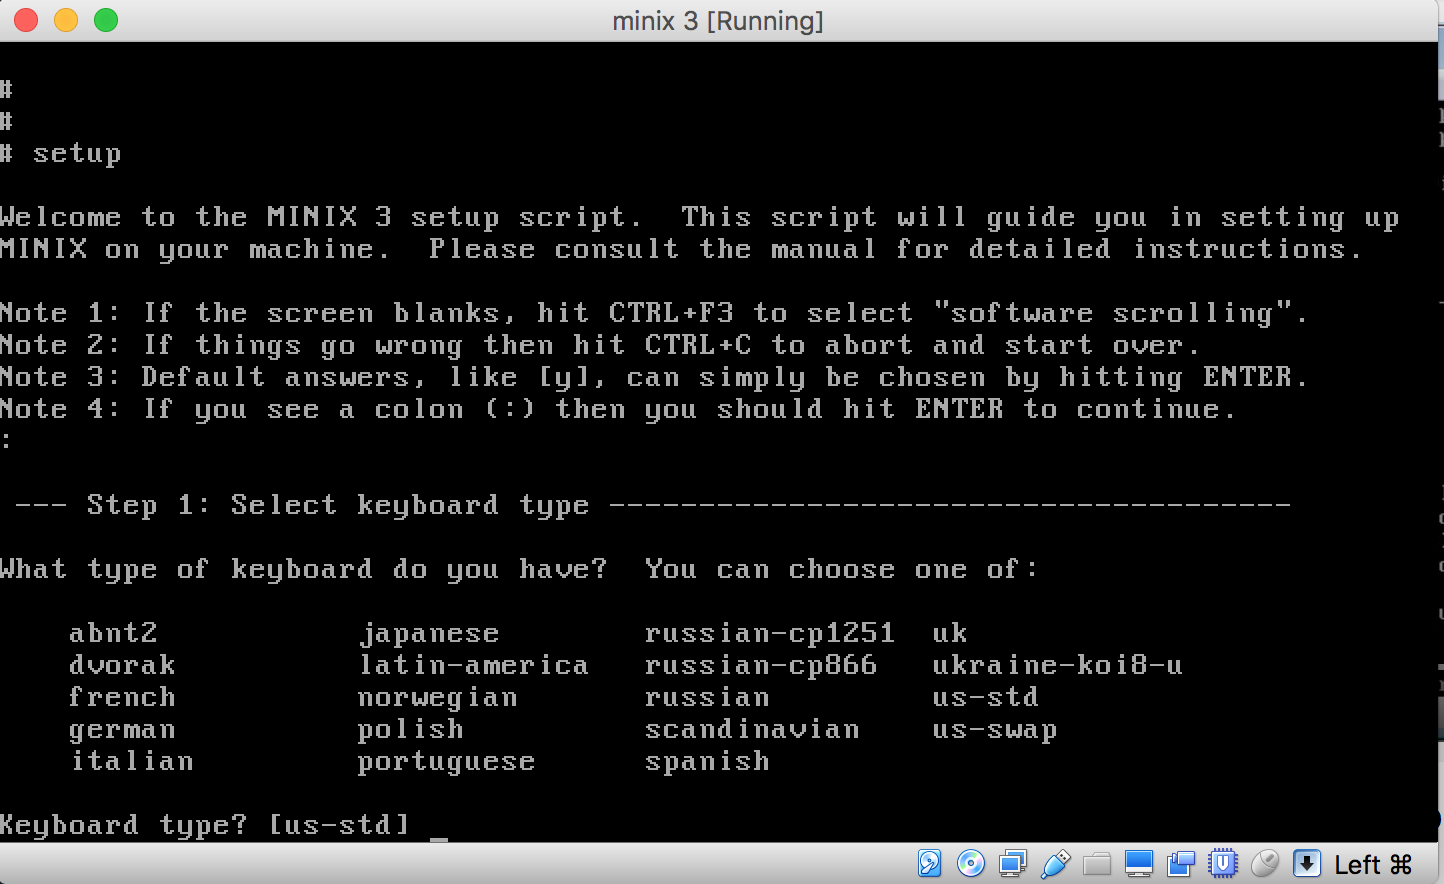 minix 3 [Running]
#
#
# setup
Welcome to the MINIX 3 setup script.  This script will guide you in setting up
MINIX on your machine.  Please consult the manual for detailed instructions.
Note 1: If the screen blanks, hit CTRL+F3 to select "software scrolling".
Note 2: If things go wrong then hit CTRL+C to abort and start over.
Note 3: Default answers, like [y], can simply be chosen by hitting ENTER.
Note 4: If you see a colon (:) then you should hit ENTER to continue.
:
--- Step 1: Select keyboard type --------------------------------------
What type of keyboard do you have?  You can choose one of:
abnt2 japanese russian-cp1251 uk
dvorak latin-america russian-cp866 ukraine-koi8-u
french norwegian russian us-std
german polish scandinavian us-swap
italian portuguese spanish
Keyboard type? [us-std] _
Left ⌘